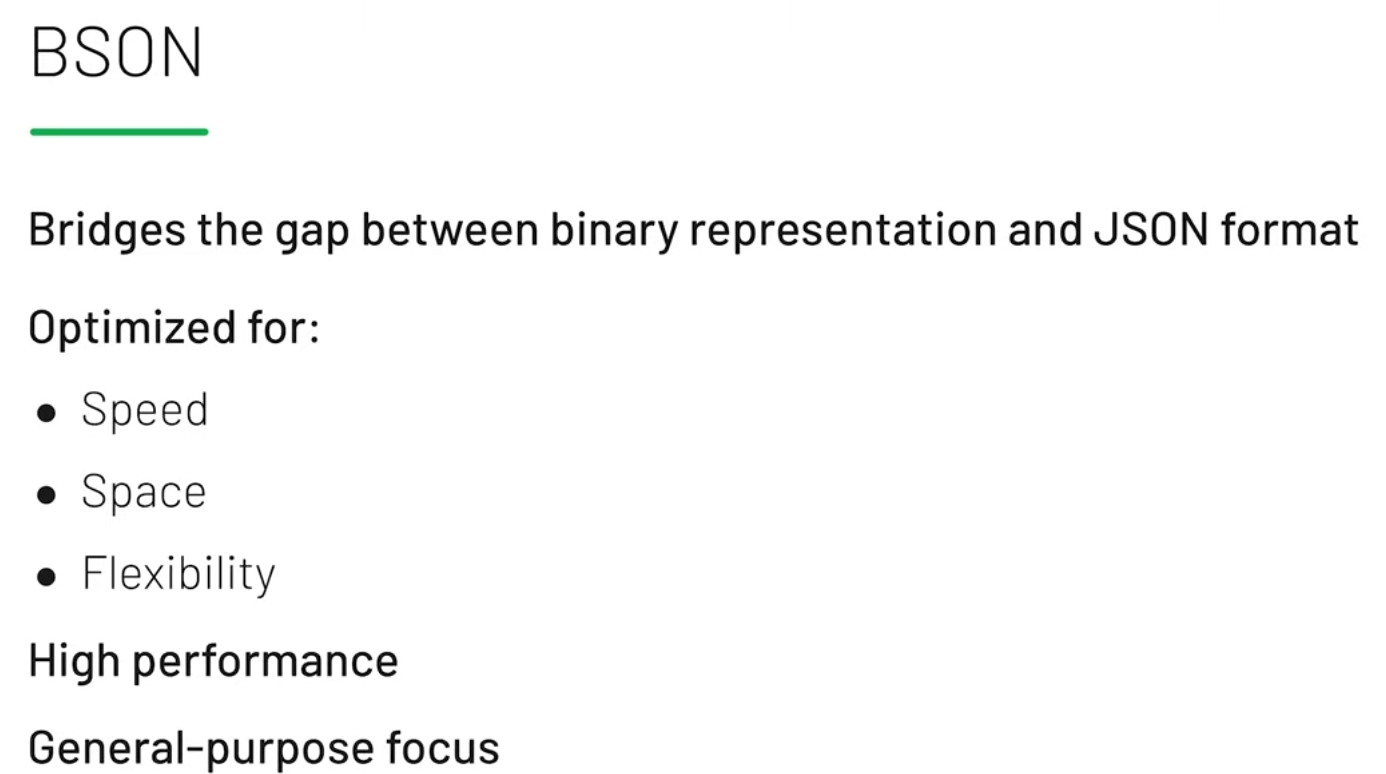 BSON
Bridges the gap between binary representation and JSON format
Optimized for:
● Speed
● Space
● Flexibility
High performance
General-purpose focus